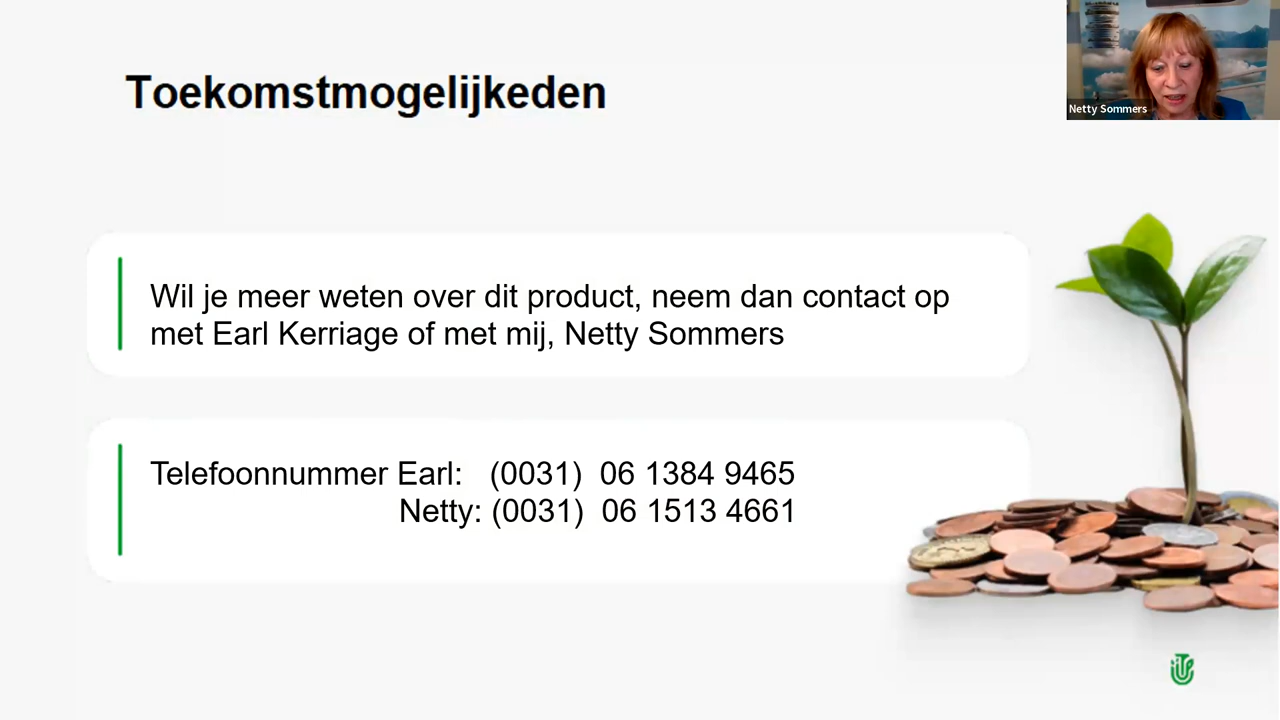 Toekomstmogelijkeden
Netty Sommers
Wil je meer weten over dit product, neem dan contact op
met Earl Kerriage of met mij, Netty Sommers
Telefoonnummer Earl: (0031) 06 1384 9465
Netty: (0031) 06 1513 4661